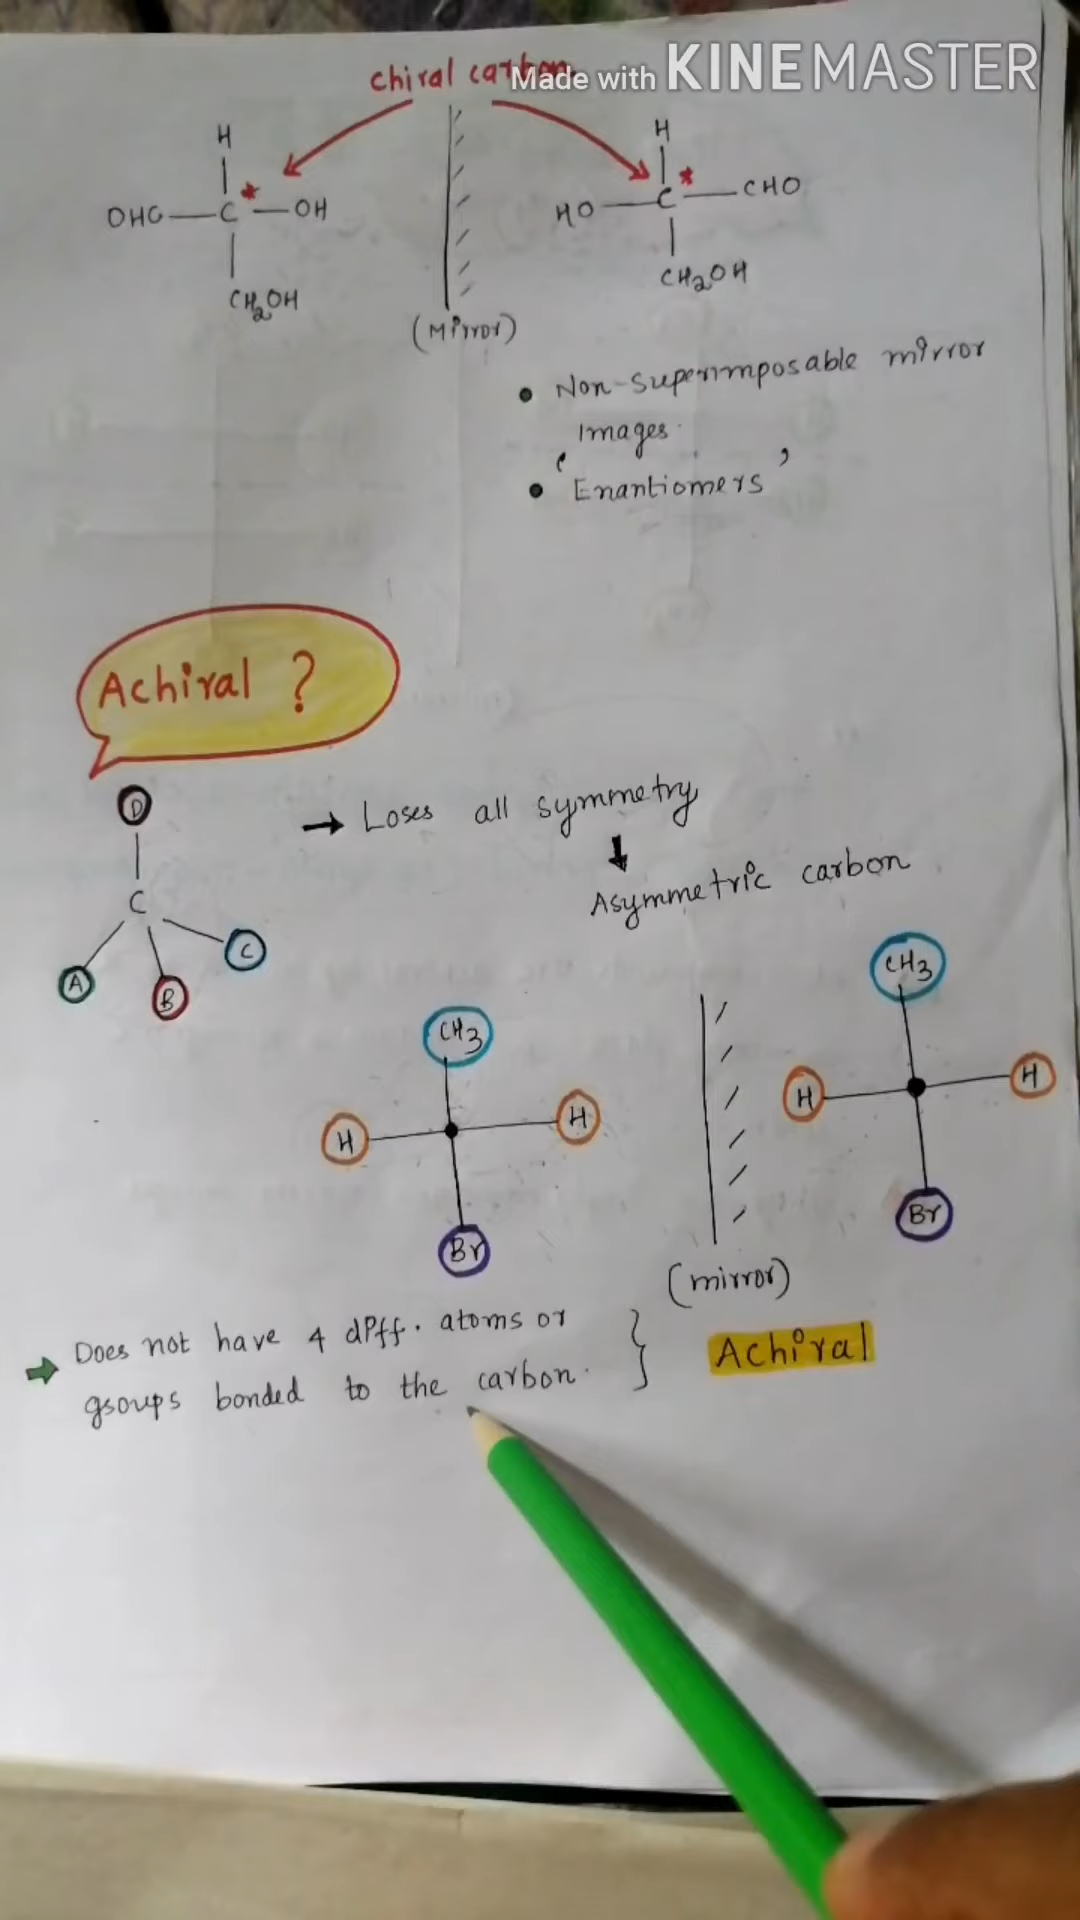 Made with KINEMASTER
chiral carbon
H
OHC C * OH
CH2OH
(Mirror)
H
HO C * CHO
CH2OH
• Non-superimposable mirror
images.
• 'Enantiomers'
Achiral ?
D
C
A B C
→ Loses all symmetry
↓
Asymmetric carbon
CH3
H H
Br
(mirror)
CH3
H H
Br
→ Does not have 4 diff. atoms or
gsoups bonded to the carbon.
} Achiral